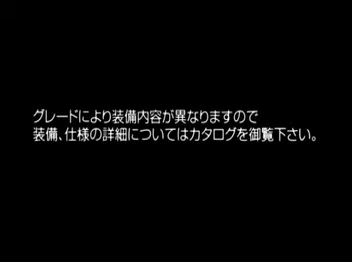 グレードにより装備内容が異なりますので
装備、仕様の詳細についてはカタログを御覧下さい。